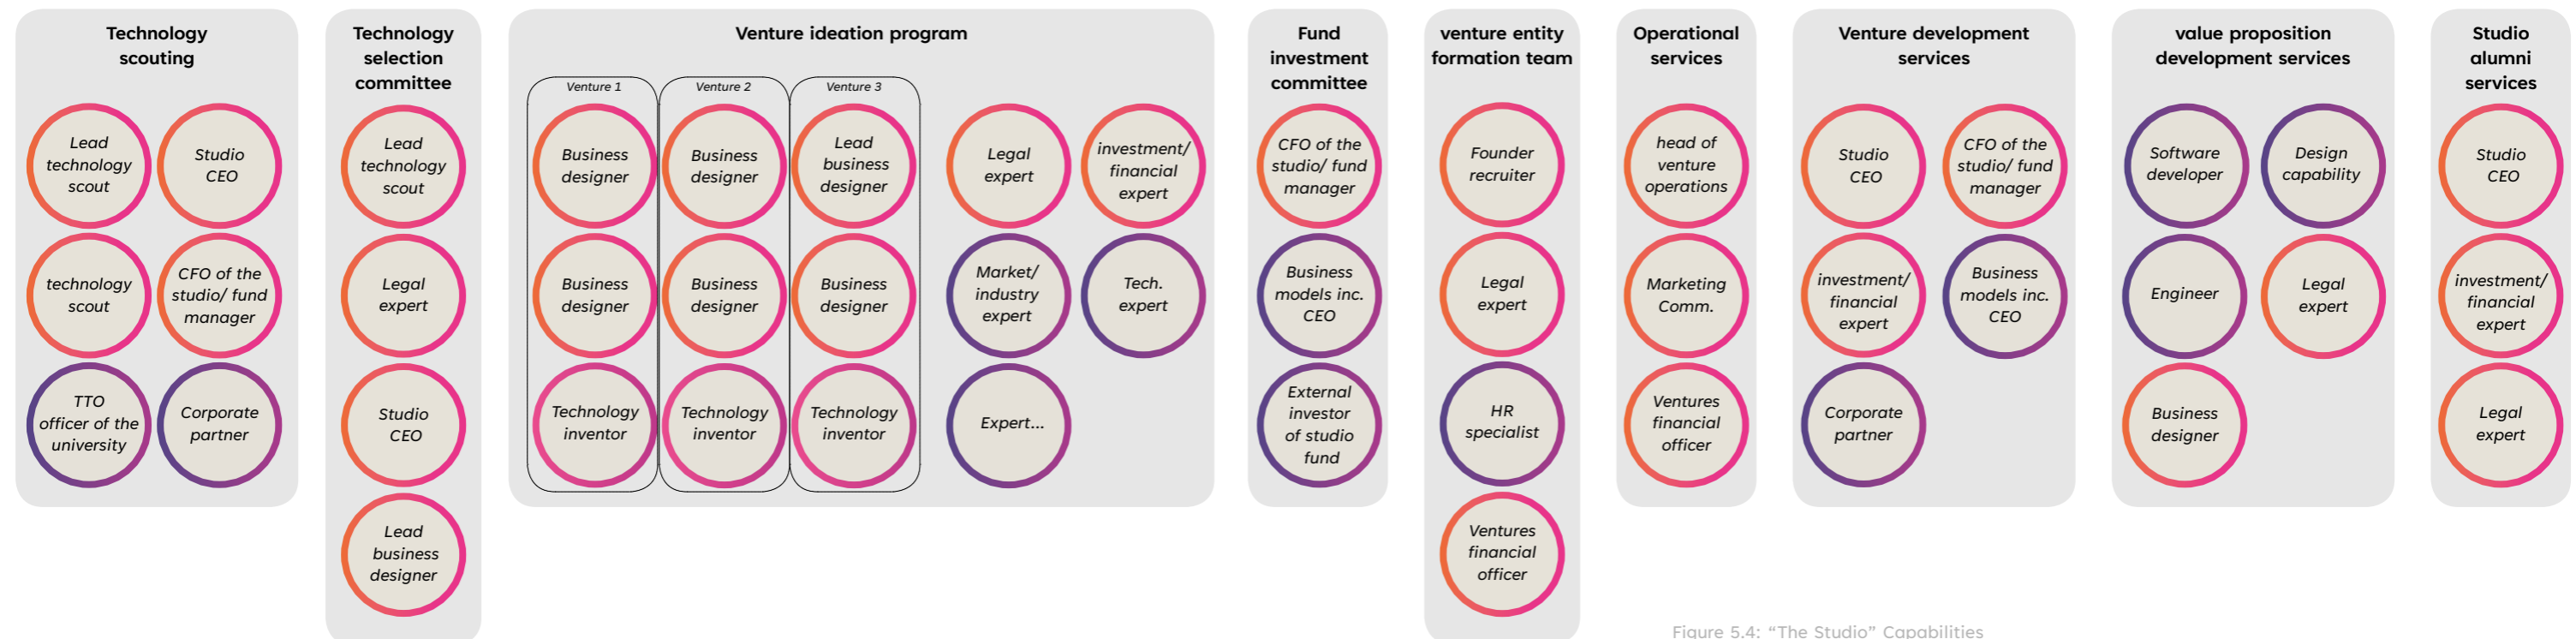 Technology
scouting
Lead
technology
scout
Studio
CEO
technology
scout
CFO of the
studio/ fund
manager
TTO
officer of the
university
Corporate
partner
Technology
selection
committee
Lead
technology
scout
Legal
expert
Studio
CEO
Lead
business
designer
Venture ideation program
Venture 1
Business
designer
Business
designer
Technology
inventor
Venture 2
Business
designer
Business
designer
Technology
inventor
Venture 3
Lead
business
designer
Business
designer
Technology
inventor
Legal
expert
investment/
financial
expert
Market/
industry
expert
Tech.
expert
Expert...
Fund
investment
committee
CFO of the
studio/ fund
manager
Business
models inc.
CEO
External
investor
of studio
fund
venture entity
formation team
Founder
recruiter
Legal
expert
HR
specialist
Ventures
financial
officer
Operational
services
head of
venture
operations
Marketing
Comm.
Ventures
financial
officer
Venture development
services
Studio
CEO
CFO of the
studio/ fund
manager
investment/
financial
expert
Business
models inc.
CEO
Corporate
partner
value proposition
development services
Software
developer
Design
capability
Engineer
Legal
expert
Business
designer
Studio
alumni
services
Studio
CEO
investment/
financial
expert
Legal
expert
Figure 5.4: “The Studio” Capabilities